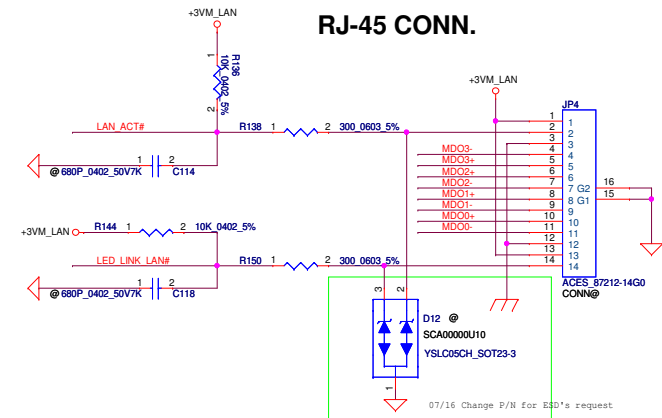 RJ-45 CONN.
+3VM_LAN
1
R136
10K_0402_5%
2
+3VM_LAN
JP4
LAN_ACT#
R138 1 2 300_0603_5%
1 2
@ 680P_0402_50V7K C114
MDO3-
MDO3+
MDO2+
MDO2-
MDO1+
MDO1-
MDO0+
MDO0-
1 1
2 2
3 3
4 4
5 5
6 6
7 7 G2 16
8 8 G1 15
9 9
10 10
11 11
12 12
13 13
14 14
ACES_87212-14G0
CONN@
+3VM_LAN R144 1 2 10K_0402_5%
LED_LINK_LAN#
R150 1 2 300_0603_5%
1 2
@ 680P_0402_50V7K C118
3 2
D12 @
SCA00000U10
YSLC05CH_SOT23-3
1
07/16 Change P/N for ESD's request